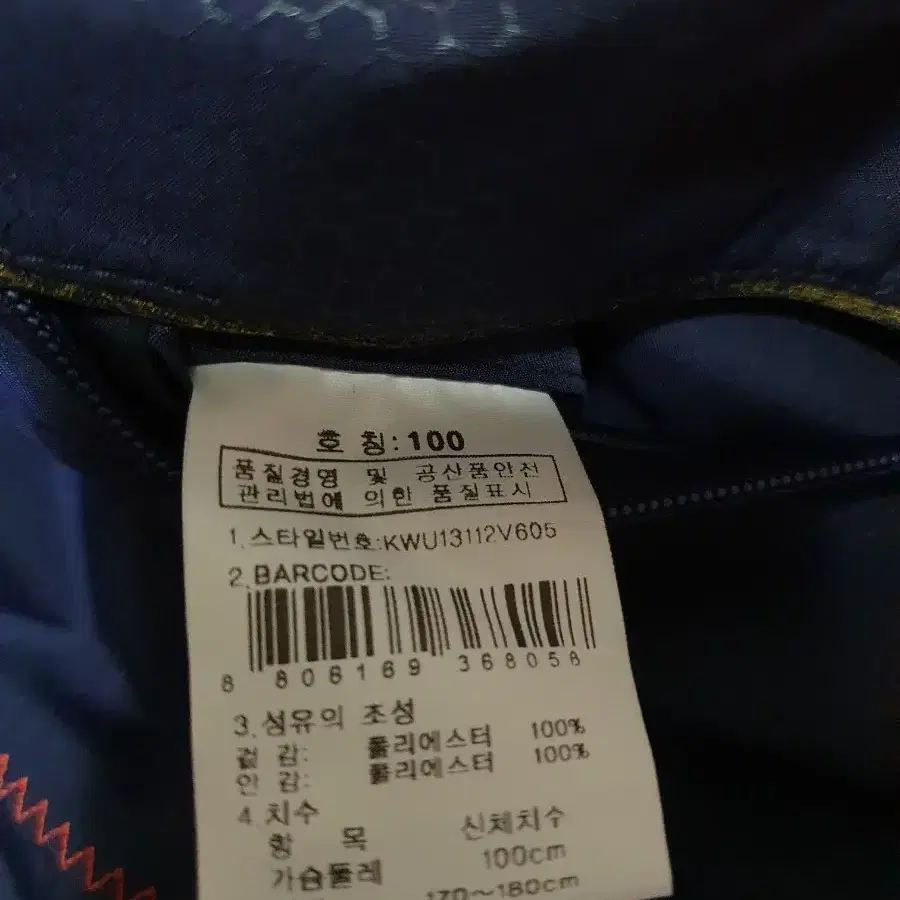 호 칭: 100
품질경영 및 공산품안전
관리법에 의한 품질표시
1. 스타일번호:KWU13112V605
2. BARCODE:
8 806169 368058
3. 섬유의 조성
겉 감: 폴리에스터 100%
안 감: 폴리에스터 100%
4. 치수
항 목 신체치수
가슴둘레 100cm
170~180cm